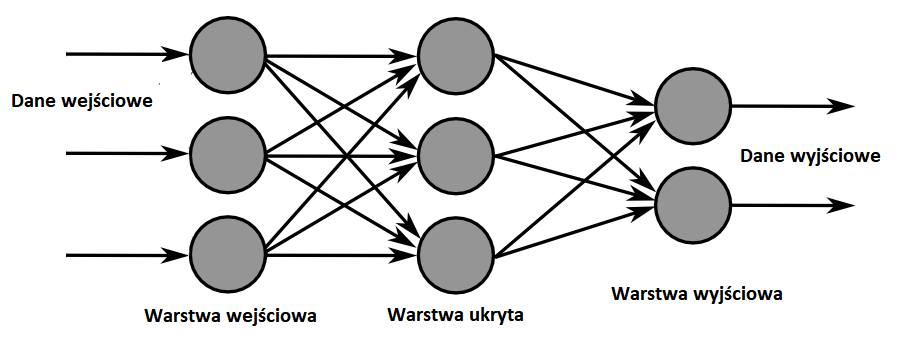 Dane wejściowe
Dane wyjściowe
Warstwa wejściowa
Warstwa ukryta
Warstwa wyjściowa